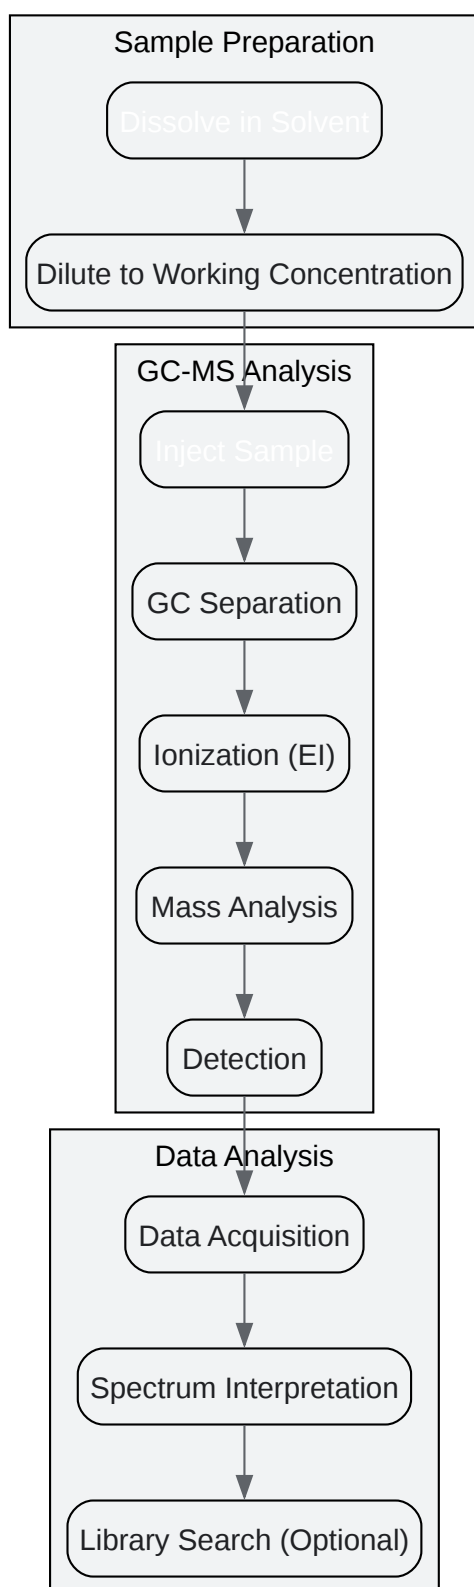 Sample Preparation
Dissolve in Solvent
Dilute to Working Concentration
GC-MS Analysis
Inject Sample
GC Separation
Ionization (EI)
Mass Analysis
Detection
Data Analysis
Data Acquisition
Spectrum Interpretation
Library Search (Optional)